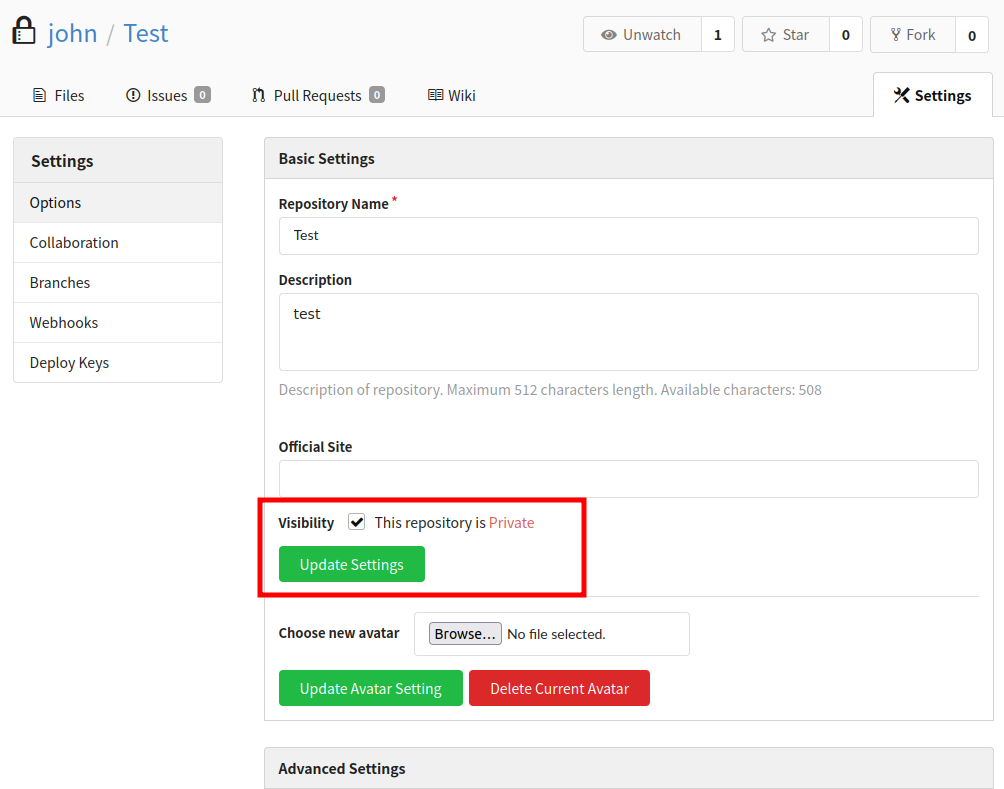 john / Test
Unwatch 1 Star 0 Fork 0
Files Issues 0 Pull Requests 0 Wiki Settings
Settings
Options
Collaboration
Branches
Webhooks
Deploy Keys
Basic Settings
Repository Name *
Test
Description
test
Description of repository. Maximum 512 characters length. Available characters: 508
Official Site
Visibility This repository is Private
Update Settings
Choose new avatar Browse... No file selected.
Update Avatar Setting Delete Current Avatar
Advanced Settings